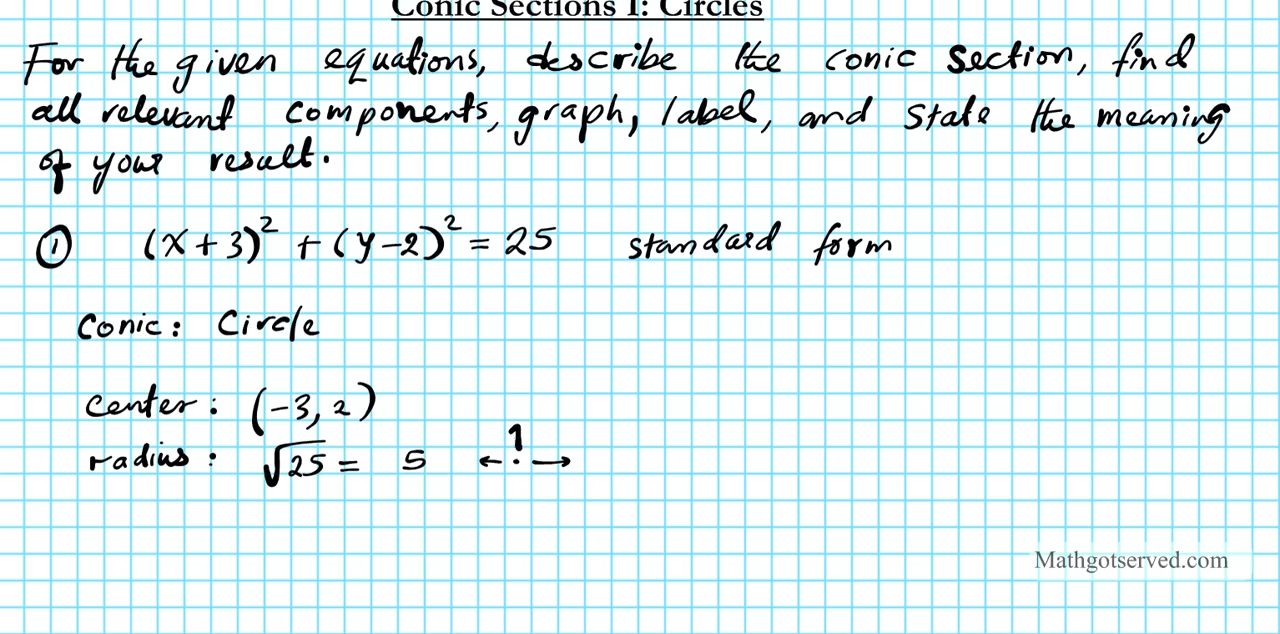 Conic Sections I: Circles
For the given equations, describe the conic section, find
all relevant components, graph, label, and state the meaning
of your result.
① (x+3)² + (y-2)² = 25 standard form
Conic: Circle
center: (-3, 2)
radius: √25 = 5
Mathgotserved.com